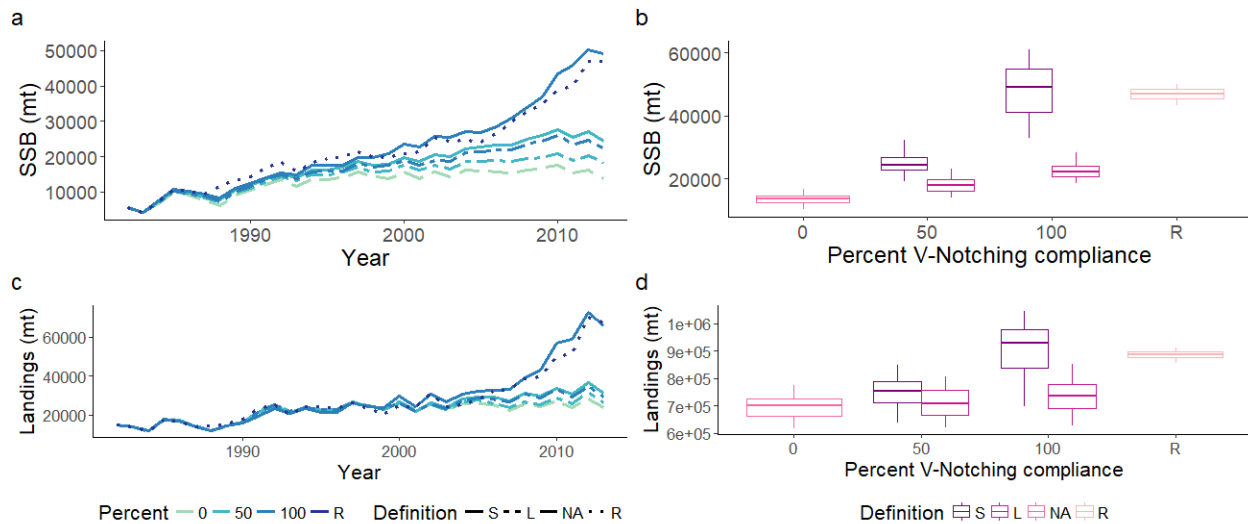 a
50000
40000
30000
20000
10000
SSB (mt)
1990 2000 2010
Year
b
60000
40000
20000
SSB (mt)
0 50 100 R
Percent V-Notching compliance
c
60000
40000
20000
Landings (mt)
1990 2000 2010
Year
d
1e+06
9e+05
8e+05
7e+05
6e+05
Landings (mt)
0 50 100 R
Percent V-Notching compliance
Percent 0 50 100 R Definition S L NA R
Definition S L NA R